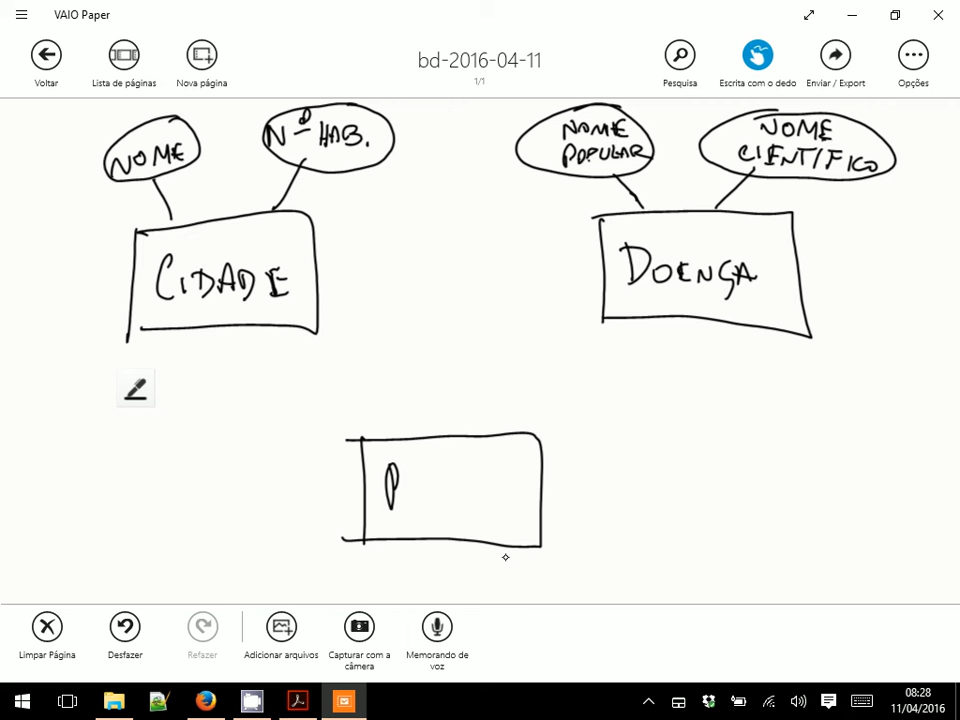 VAIO Paper
Voltar
Lista de páginas
Nova página
bd-2016-04-11
1/1
Pesquisa
Escrita com o dedo
Enviar / Export
Opções
NOME
Nº HAB.
NOME
POPULAR
NOME
CIENTÍFICO
CIDADE
DOENÇA
P
Limpar Página
Desfazer
Refazer
Adicionar arquivos
Capturar com a
câmera
Memorando de
voz
08:28
11/04/2016